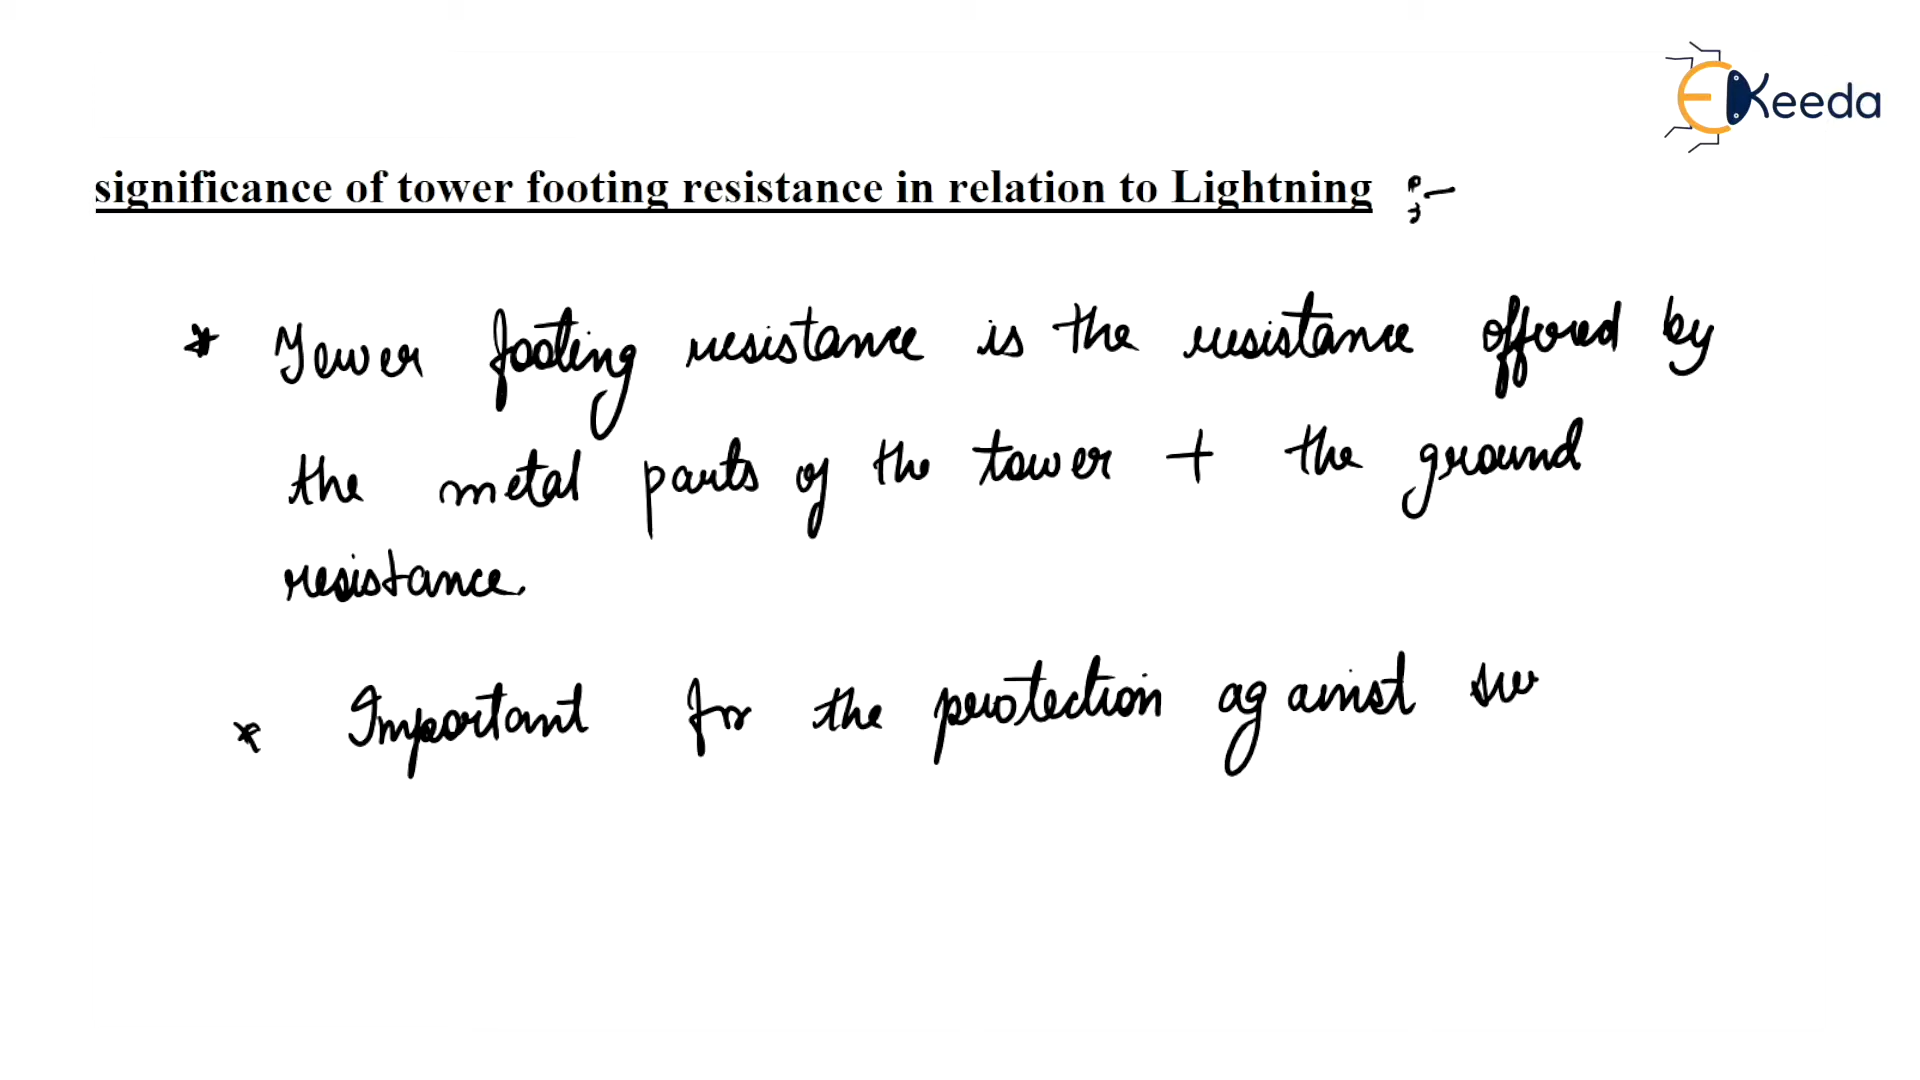 EKeeda
significance of tower footing resistance in relation to Lightning :-
* Tower footing resistance is the resistance offered by
the metal parts of the tower + the ground
resistance.
* Important for the protection against